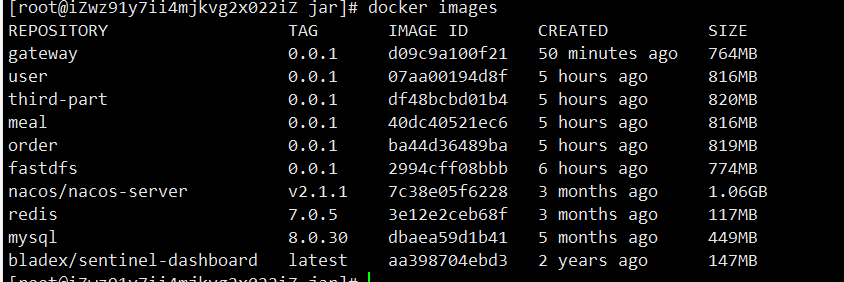 [root@iZwz91y7ii4mjkvg2x022iZ jar]# docker images
REPOSITORY TAG IMAGE ID CREATED SIZE
gateway 0.0.1 d09c9a100f21 50 minutes ago 764MB
user 0.0.1 07aa00194d8f 5 hours ago 816MB
third-part 0.0.1 df48bcbd01b4 5 hours ago 820MB
meal 0.0.1 40dc40521ec6 5 hours ago 816MB
order 0.0.1 ba44d36489ba 5 hours ago 819MB
fastdfs 0.0.1 2994cff08bbb 6 hours ago 774MB
nacos/nacos-server v2.1.1 7c38e05f6228 3 months ago 1.06GB
redis 7.0.5 3e12e2ceb68f 3 months ago 117MB
mysql 8.0.30 dbaea59d1b41 5 months ago 449MB
bladex/sentinel-dashboard latest aa398704ebd3 2 years ago 147MB
[root@iZwz91y7ii4mjkvg2x022iZ jar]#